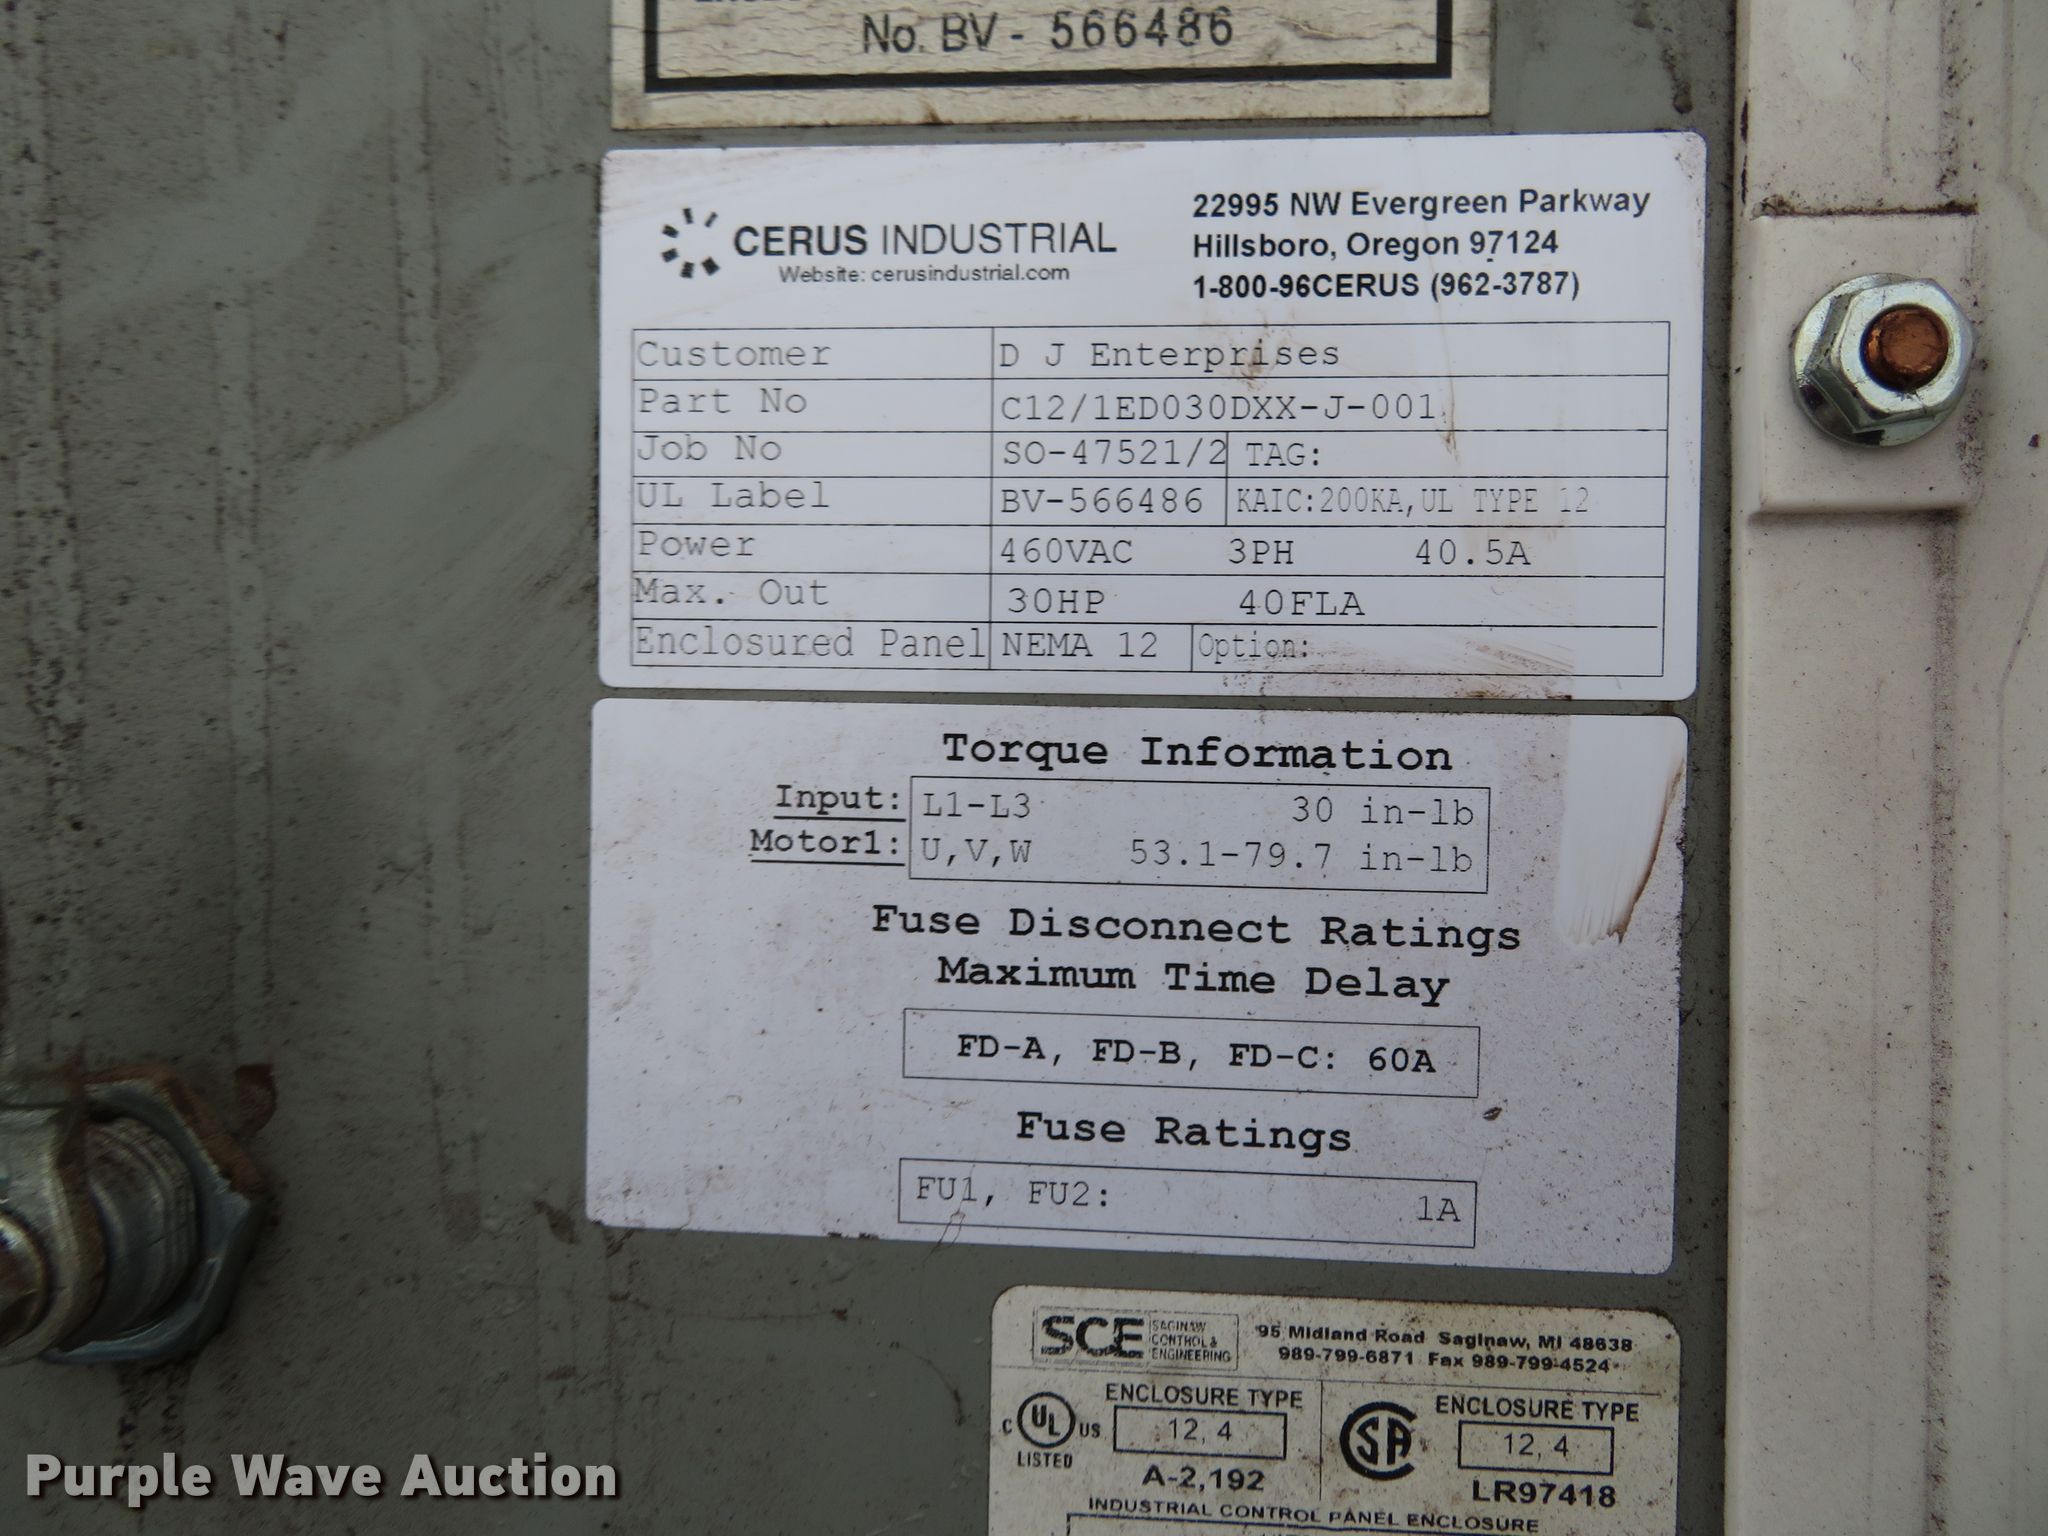 No. BV - 566486
CERUS INDUSTRIAL
Website: cerusindustrial.com
22995 NW Evergreen Parkway
Hillsboro, Oregon 97124
1-800-96CERUS (962-3787)
Customer D J Enterprises
Part No C12/1ED030DXX-J-001
Job No SO-47521/2 TAG:
UL Label BV-566486 KAIC:200KA,UL TYPE 12
Power 460VAC 3PH 40.5A
Max. Out 30HP 40FLA
Enclosured Panel NEMA 12 Option:
Torque Information
Input: L1-L3 30 in-lb
Motor1: U,V,W 53.1-79.7 in-lb
Fuse Disconnect Ratings
Maximum Time Delay
FD-A, FD-B, FD-C: 60A
Fuse Ratings
FU1, FU2: 1A
SCE SAGINAW
CONTROL &
ENGINEERING
95 Midland Road Saginaw, MI 48638
989-799-6871 Fax 989-799-4524
C UL US
LISTED
ENCLOSURE TYPE
12, 4
A-2,192
SA
ENCLOSURE TYPE
12, 4
LR97418
INDUSTRIAL CONTROL PANEL ENCLOSURE
Purple Wave Auction